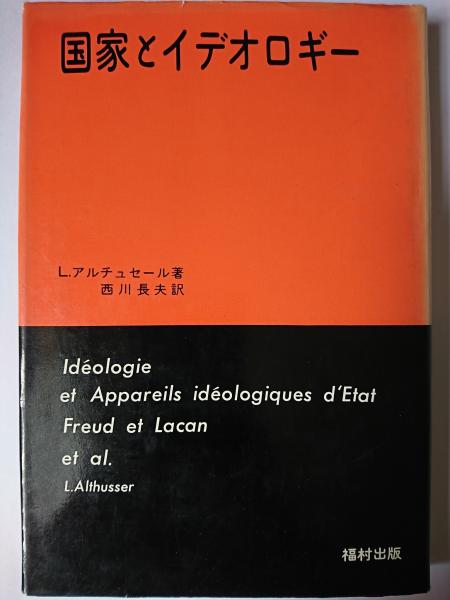 国家とイデオロギー
L.アルチュセール著
西川長夫訳
Idéologie
et Appareils idéologiques d'Etat
Freud et Lacan
et al.
L.Althusser
福村出版